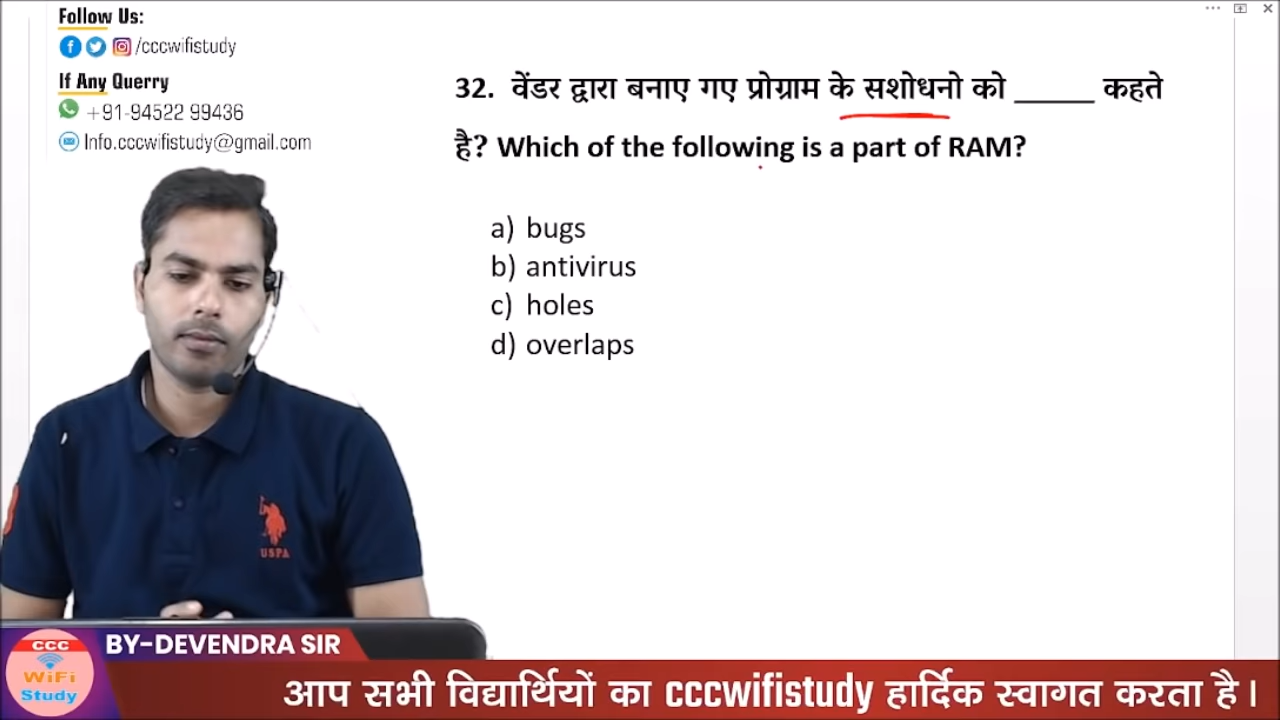 Follow Us:
/cccwifistudy
If Any Querry
+91-94522 99436
Info.cccwifistudy@gmail.com
32. वेंडर द्वारा बनाए गए प्रोग्राम के सशोधनो को _____ कहते
है? Which of the following is a part of RAM?
a) bugs
b) antivirus
c) holes
d) overlaps
USPA
CCC
WiFi
Study
BY-DEVENDRA SIR
आप सभी विद्यार्थियों का cccwifistudy हार्दिक स्वागत करता है।